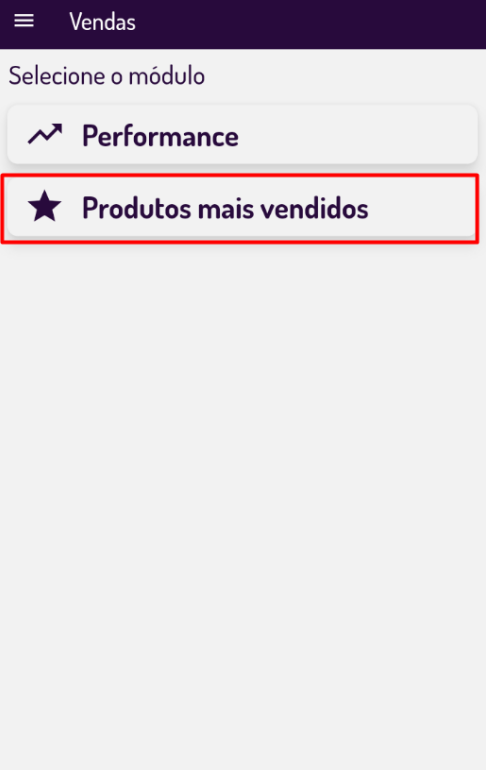 Vendas
Selecione o módulo
Performance
Produtos mais vendidos